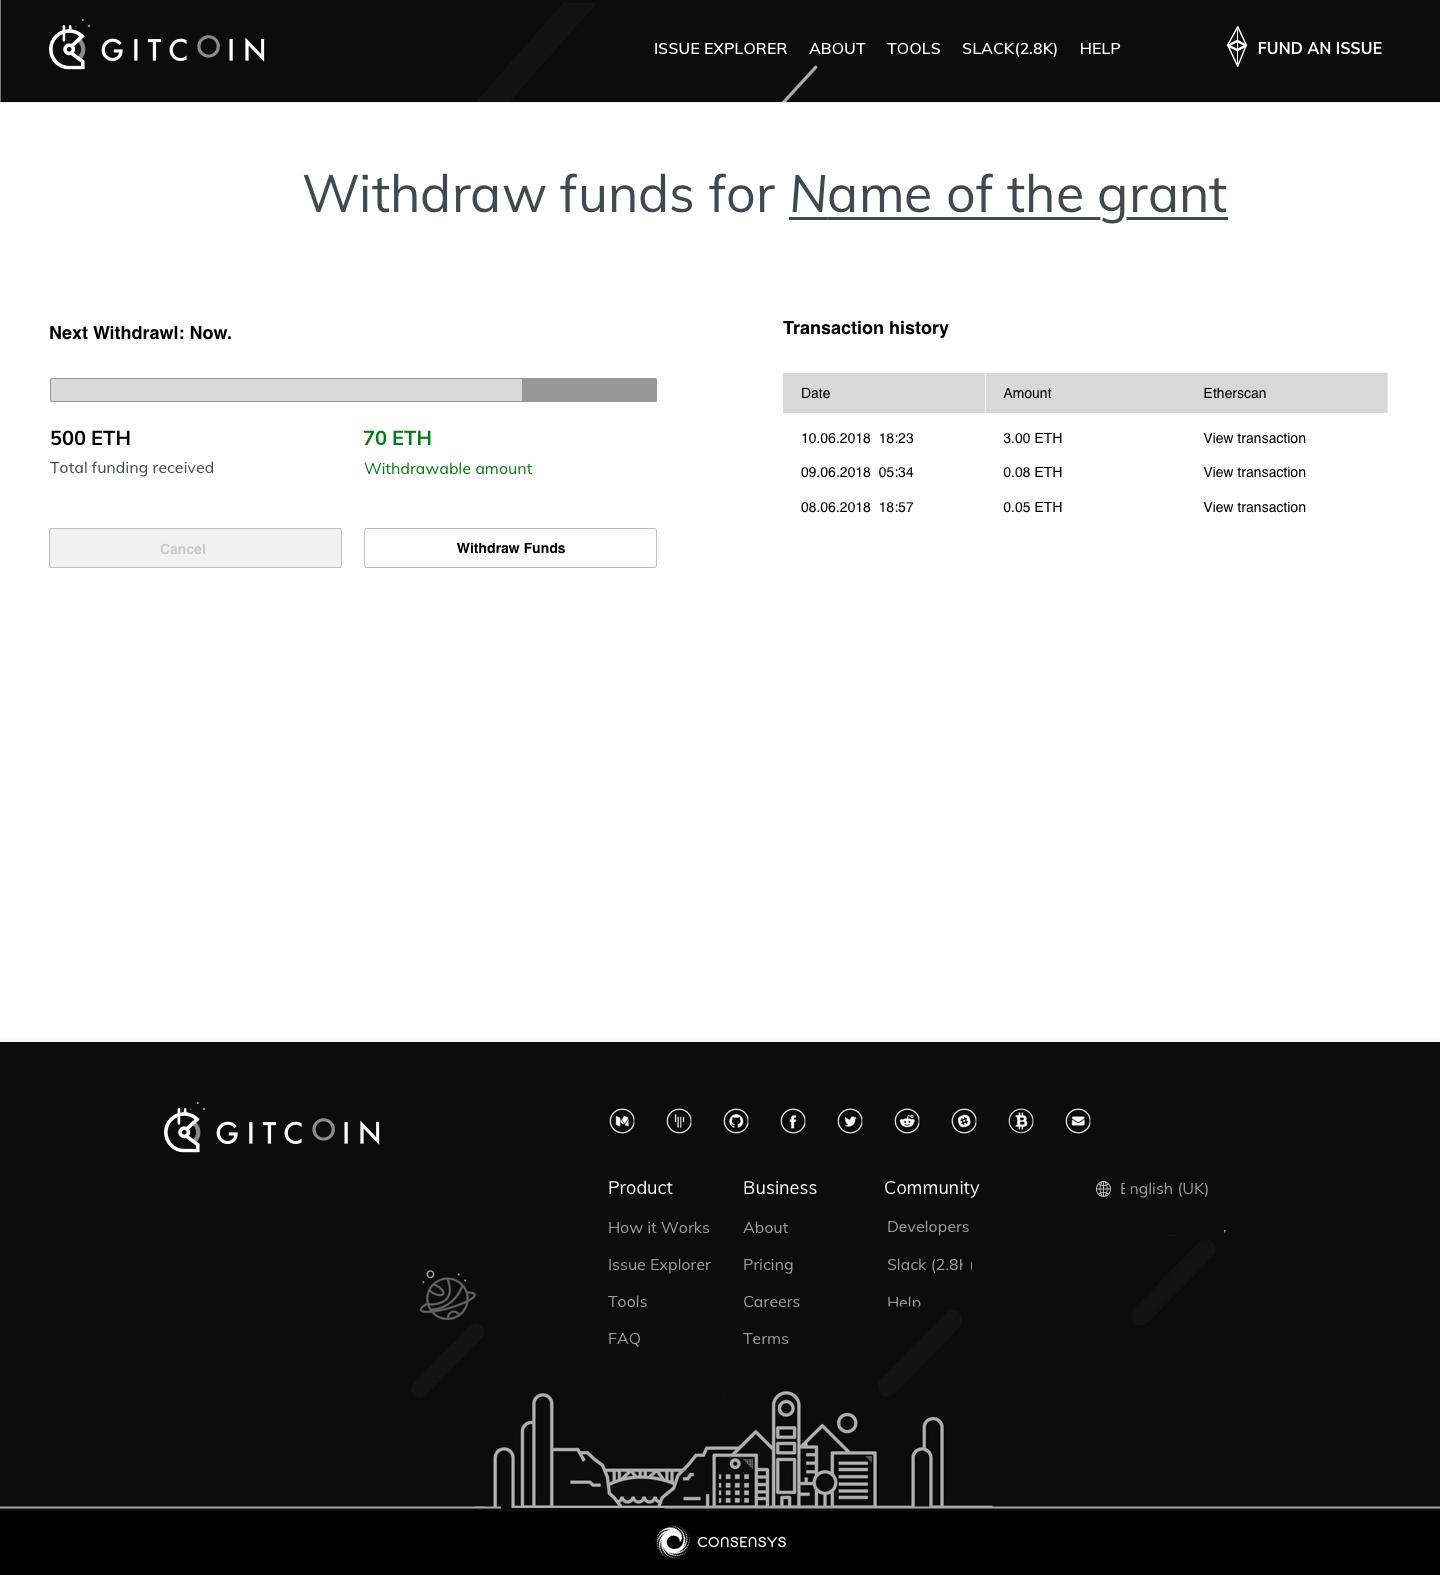 GITCOIN
ISSUE EXPLORER ABOUT TOOLS SLACK(2.8K) HELP
FUND AN ISSUE
Withdraw funds for Name of the grant
Next Withdrawl: Now.
500 ETH
Total funding received
70 ETH
Withdrawable amount
Cancel
Withdraw Funds
Transaction history
Date Amount Etherscan
10.06.2018 18:23 3.00 ETH View transaction
09.06.2018 05:34 0.08 ETH View transaction
08.06.2018 18:57 0.05 ETH View transaction
GITCOIN
Product
How it Works
Issue Explorer
Tools
FAQ
Business
About
Pricing
Careers
Terms
Community
Developers
Slack (2.8k)
Help
English (UK)
CONSENSYS